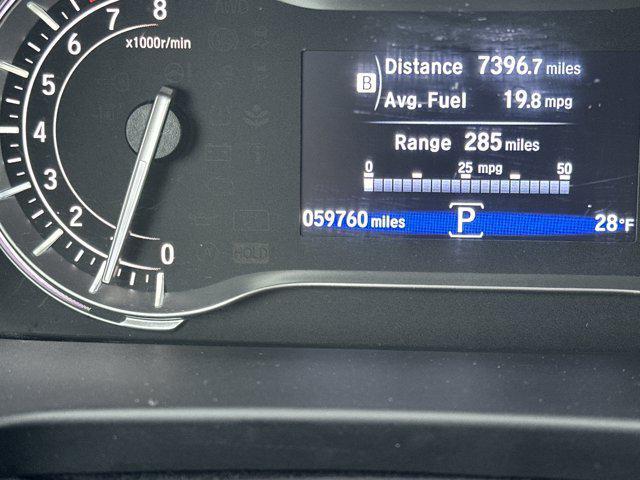 8
7
x1000r/min
6
5
4
3
2
0
B
Distance 7396.7 miles
Avg. Fuel 19.8 mpg
Range 285 miles
0 25 mpg 50
059760 miles P 28°F
HOLD